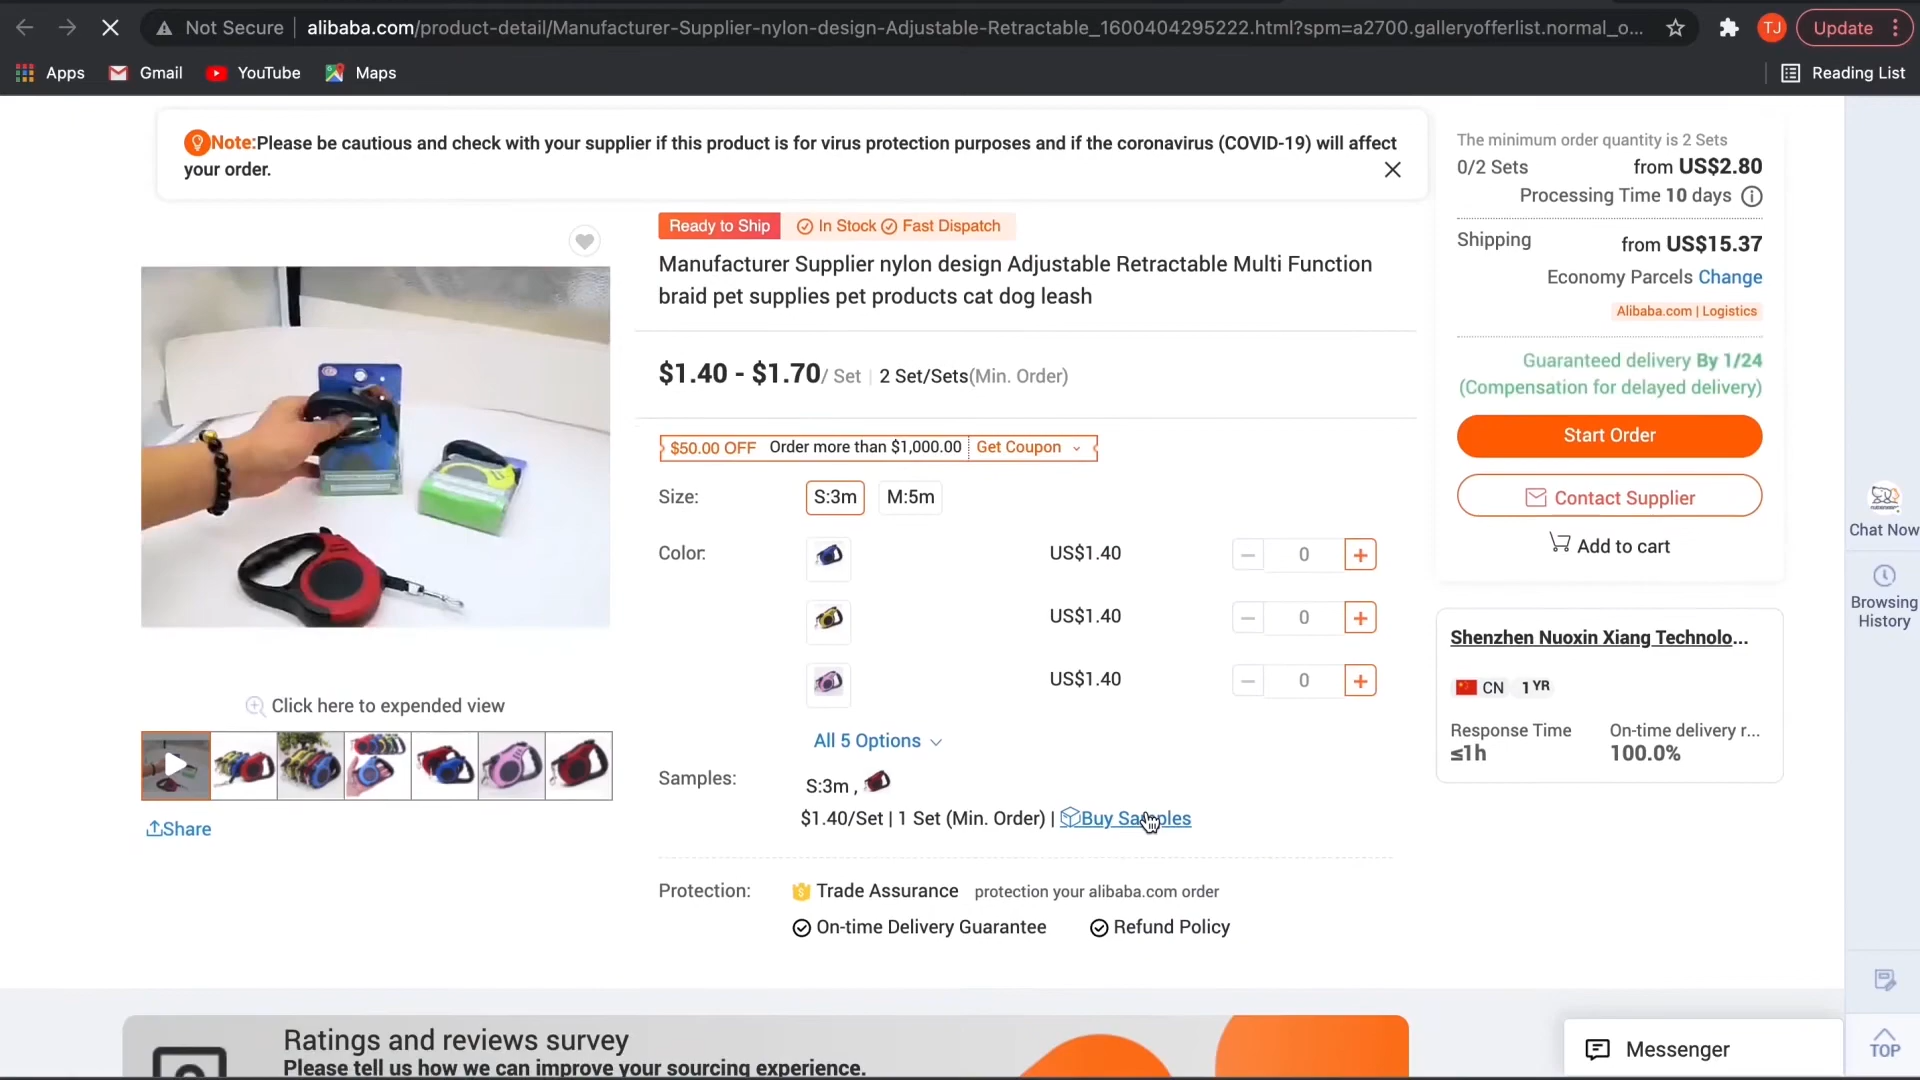 Not Secure
alibaba.com/product-detail/Manufacturer-Supplier-nylon-design-Adjustable-Retractable_1600404295222.html?spm=a2700.galleryofferlist.normal_o...
TJ
Update
Apps
Gmail
YouTube
Maps
Reading List
Note:Please be cautious and check with your supplier if this product is for virus protection purposes and if the coronavirus (COVID-19) will affect
your order.
Ready to Ship
In Stock
Fast Dispatch
Manufacturer Supplier nylon design Adjustable Retractable Multi Function
braid pet supplies pet products cat dog leash
$1.40 - $1.70/ Set | 2 Set/Sets(Min. Order)
$50.00 OFF Order more than $1,000.00 Get Coupon
Size:
S:3m
M:5m
Color:
US$1.40
0
US$1.40
0
US$1.40
0
All 5 Options
Samples:
S:3m ,
$1.40/Set | 1 Set (Min. Order) | Buy Samples
Protection:
Trade Assurance protection your alibaba.com order
On-time Delivery Guarantee
Refund Policy
Click here to expended view
Share
The minimum order quantity is 2 Sets
0/2 Sets
from US$2.80
Processing Time 10 days
Shipping
from US$15.37
Economy Parcels Change
Alibaba.com | Logistics
Guaranteed delivery By 1/24
(Compensation for delayed delivery)
Start Order
Contact Supplier
Add to cart
Shenzhen Nuoxin Xiang Technolo...
CN
1 YR
Response Time
≤1h
On-time delivery r...
100.0%
Chat Now
Browsing
History
TOP
Messenger
Ratings and reviews survey
Please tell us how we can improve your sourcing experience.